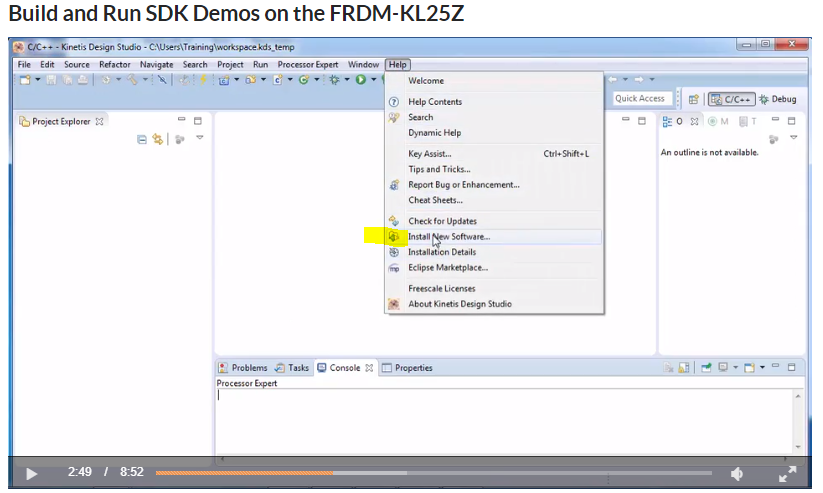 Build and Run SDK Demos on the FRDM-KL25Z
C/C++ - Kinetis Design Studio - C:\Users\Training\workspace.kds_temp
File Edit Source Refactor Navigate Search Project Run Processor Expert Window Help
Quick Access C/C++ Debug
Project Explorer
O M T
An outline is not available.
Welcome
Help Contents
Search
Dynamic Help
Key Assist... Ctrl+Shift+L
Tips and Tricks...
Report Bug or Enhancement...
Cheat Sheets...
Check for Updates
Install New Software...
Installation Details
Eclipse Marketplace...
Freescale Licenses
About Kinetis Design Studio
Problems Tasks Console Properties
Processor Expert
2:49 / 8:52